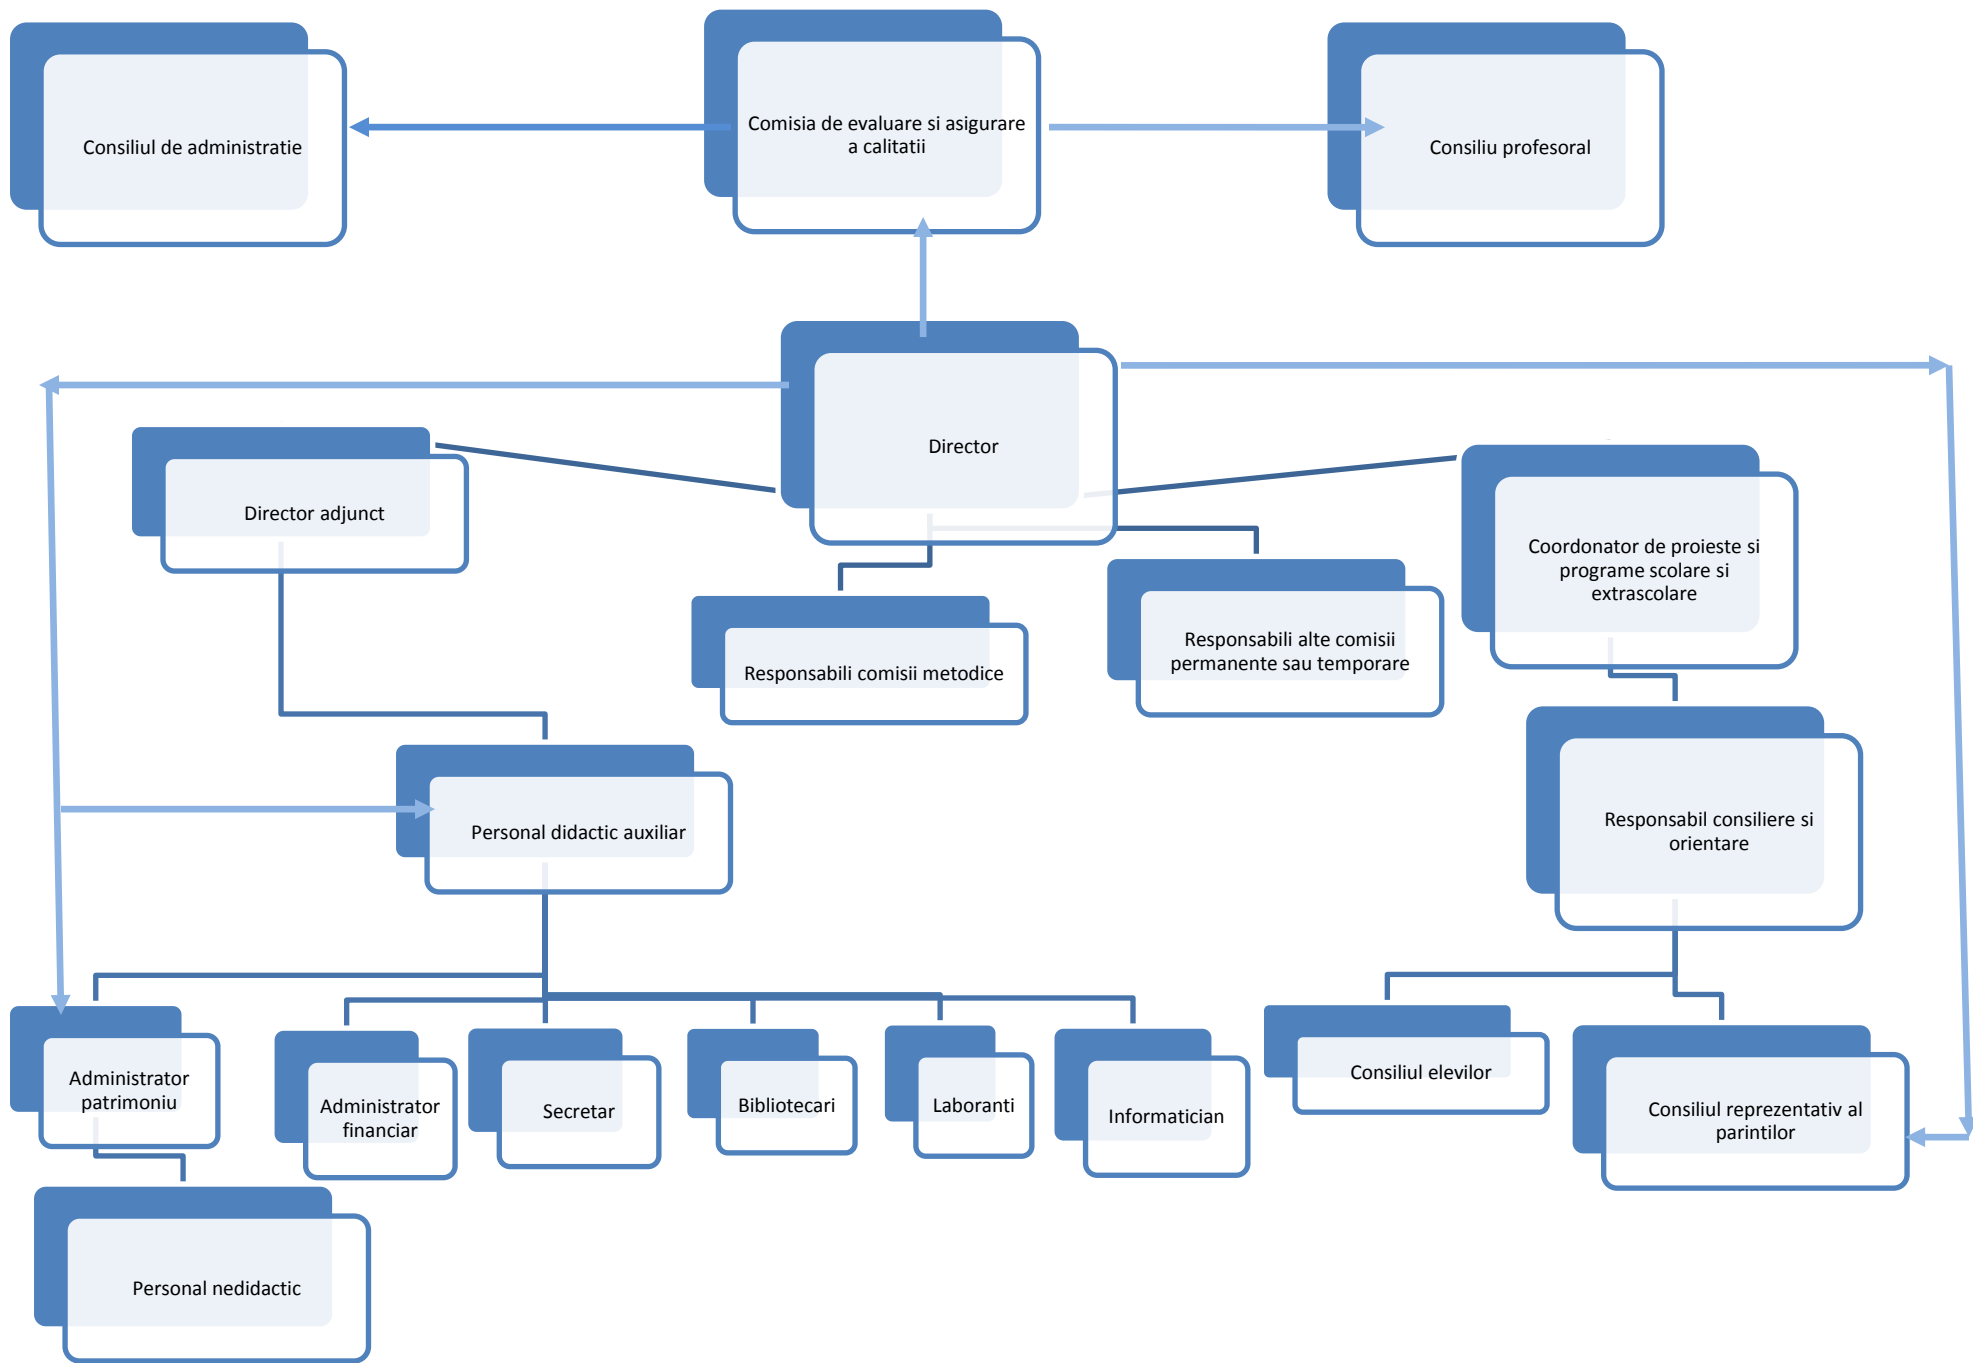 Consiliul de administratie
Comisia de evaluare si asigurare
a calitatii
Consiliu profesoral
Director
Director adjunct
Coordonator de proieste si
programe scolare si
extrascolare
Responsabili comisii metodice
Responsabili alte comisii
permanente sau temporare
Personal didactic auxiliar
Responsabil consiliere si
orientare
Administrator
patrimoniu
Administrator
financiar
Secretar
Bibliotecari
Laboranti
Informatician
Consiliul elevilor
Consiliul reprezentativ al
parintilor
Personal nedidactic